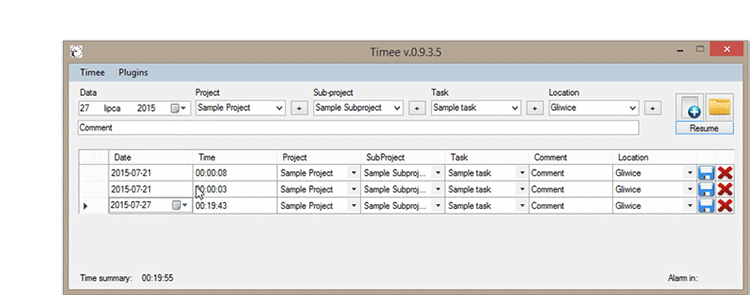 Timee v.0.9.3.5
Timee Plugins
Data Project Sub-project Task Location
27 lipca 2015 Sample Project + Sample Subproject + Sample task + Gliwice +
Comment Resume
Date Time Project SubProject Task Comment Location
2015-07-21 00:00:08 Sample Project Sample Subproj... Sample task Comment Gliwice
2015-07-21 00:00:03 Sample Project Sample Subproj... Sample task Comment Gliwice
2015-07-27 00:19:43 Sample Project Sample Subproj... Sample task Comment Gliwice
Time summary: 00:19:55 Alarm in: